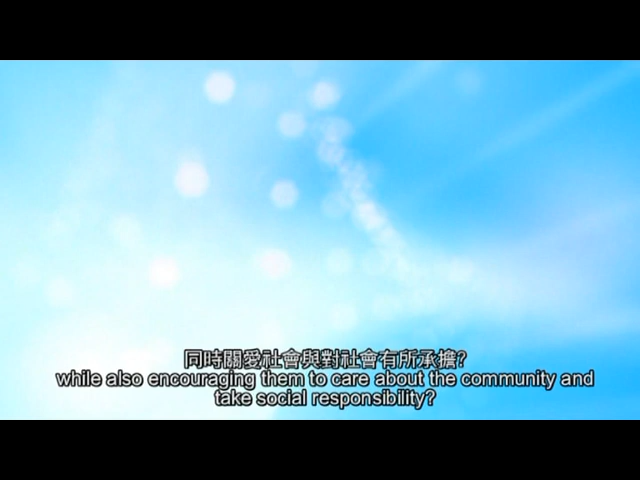 同時關愛社會與對社會有所承擔?
while also encouraging them to care about the community and
take social responsibility?